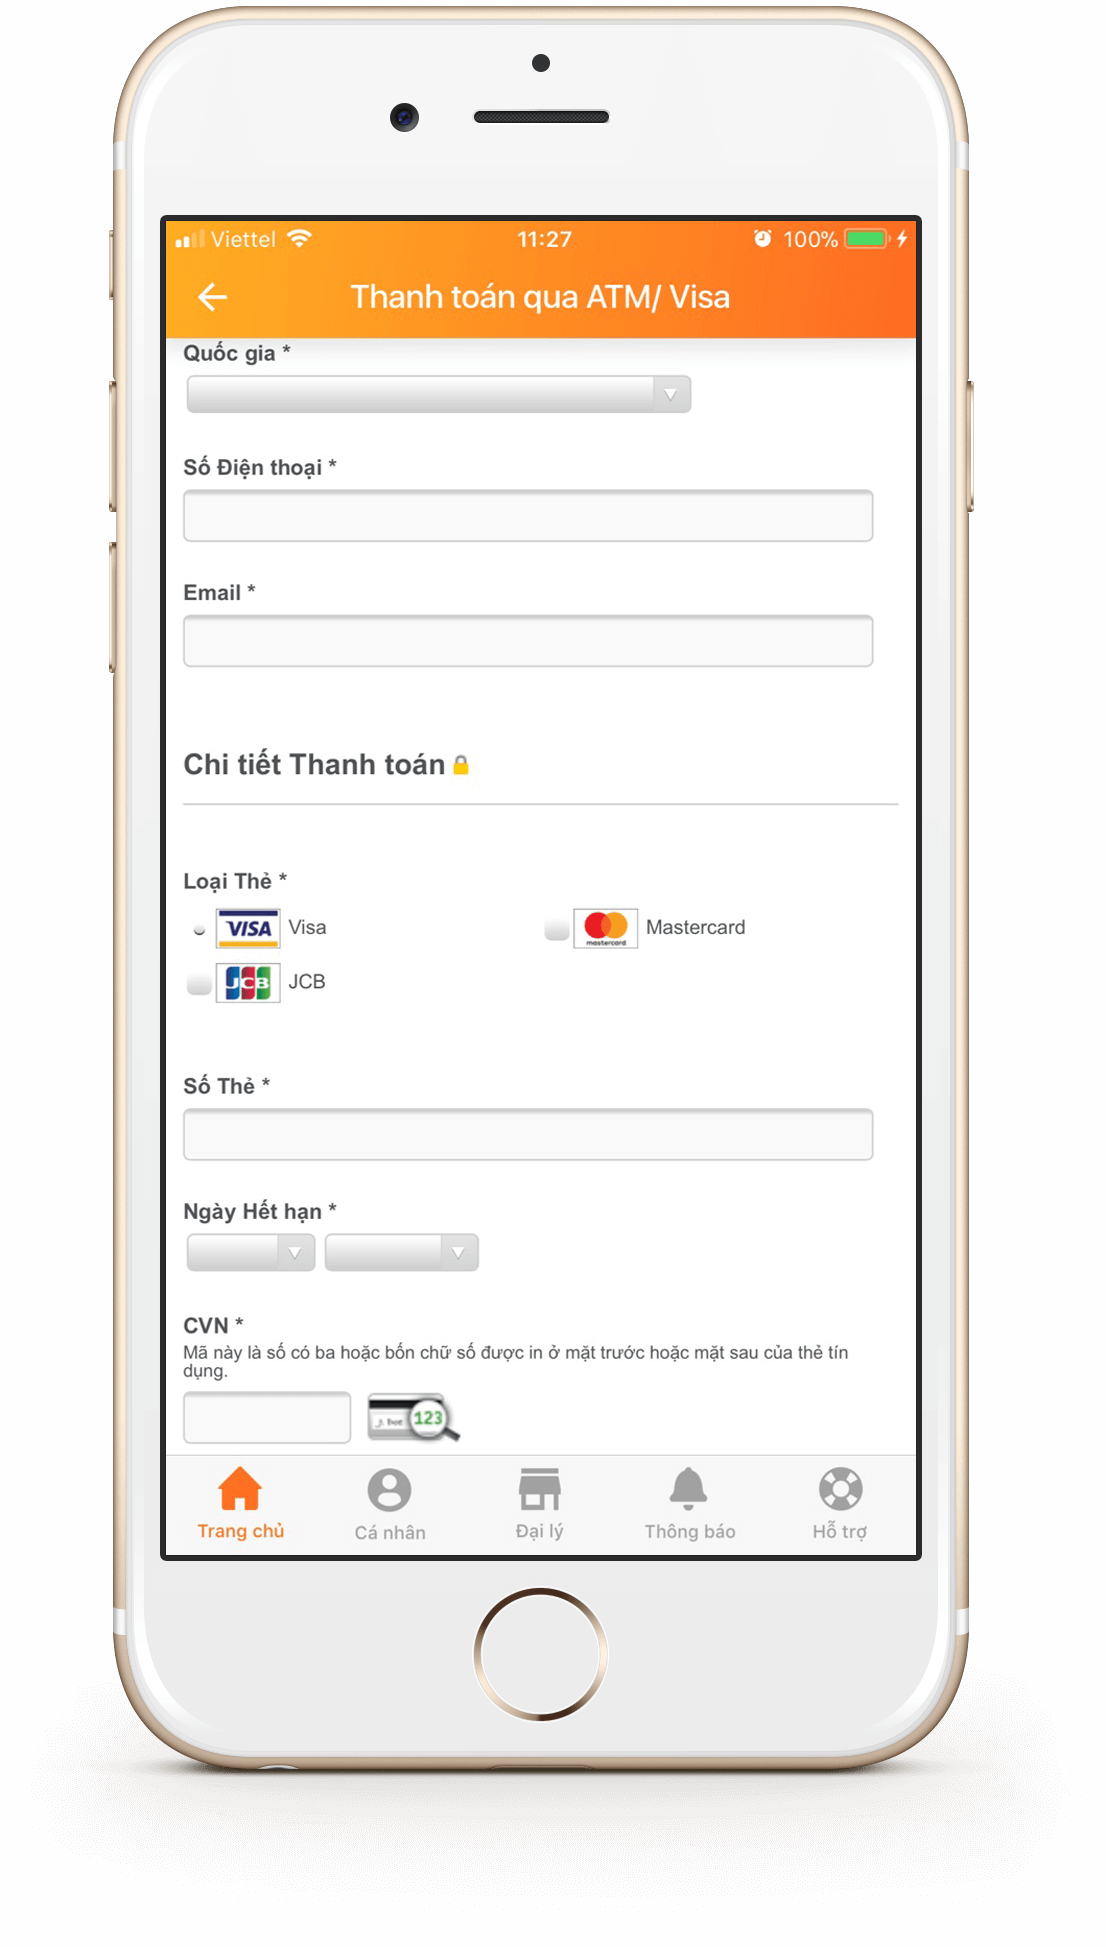 Viettel 11:27 100%
Thanh toán qua ATM/ Visa
Quốc gia *
Số Điện thoại *
Email *
Chi tiết Thanh toán
Loại Thẻ *
VISA Visa
mastercard Mastercard
JCB JCB
Số Thẻ *
Ngày Hết hạn *
CVN *
Mã này là số có ba hoặc bốn chữ số được in ở mặt trước hoặc mặt sau của thẻ tín
dụng.
123
Trang chủ
Cá nhân
Đại lý
Thông báo
Hỗ trợ